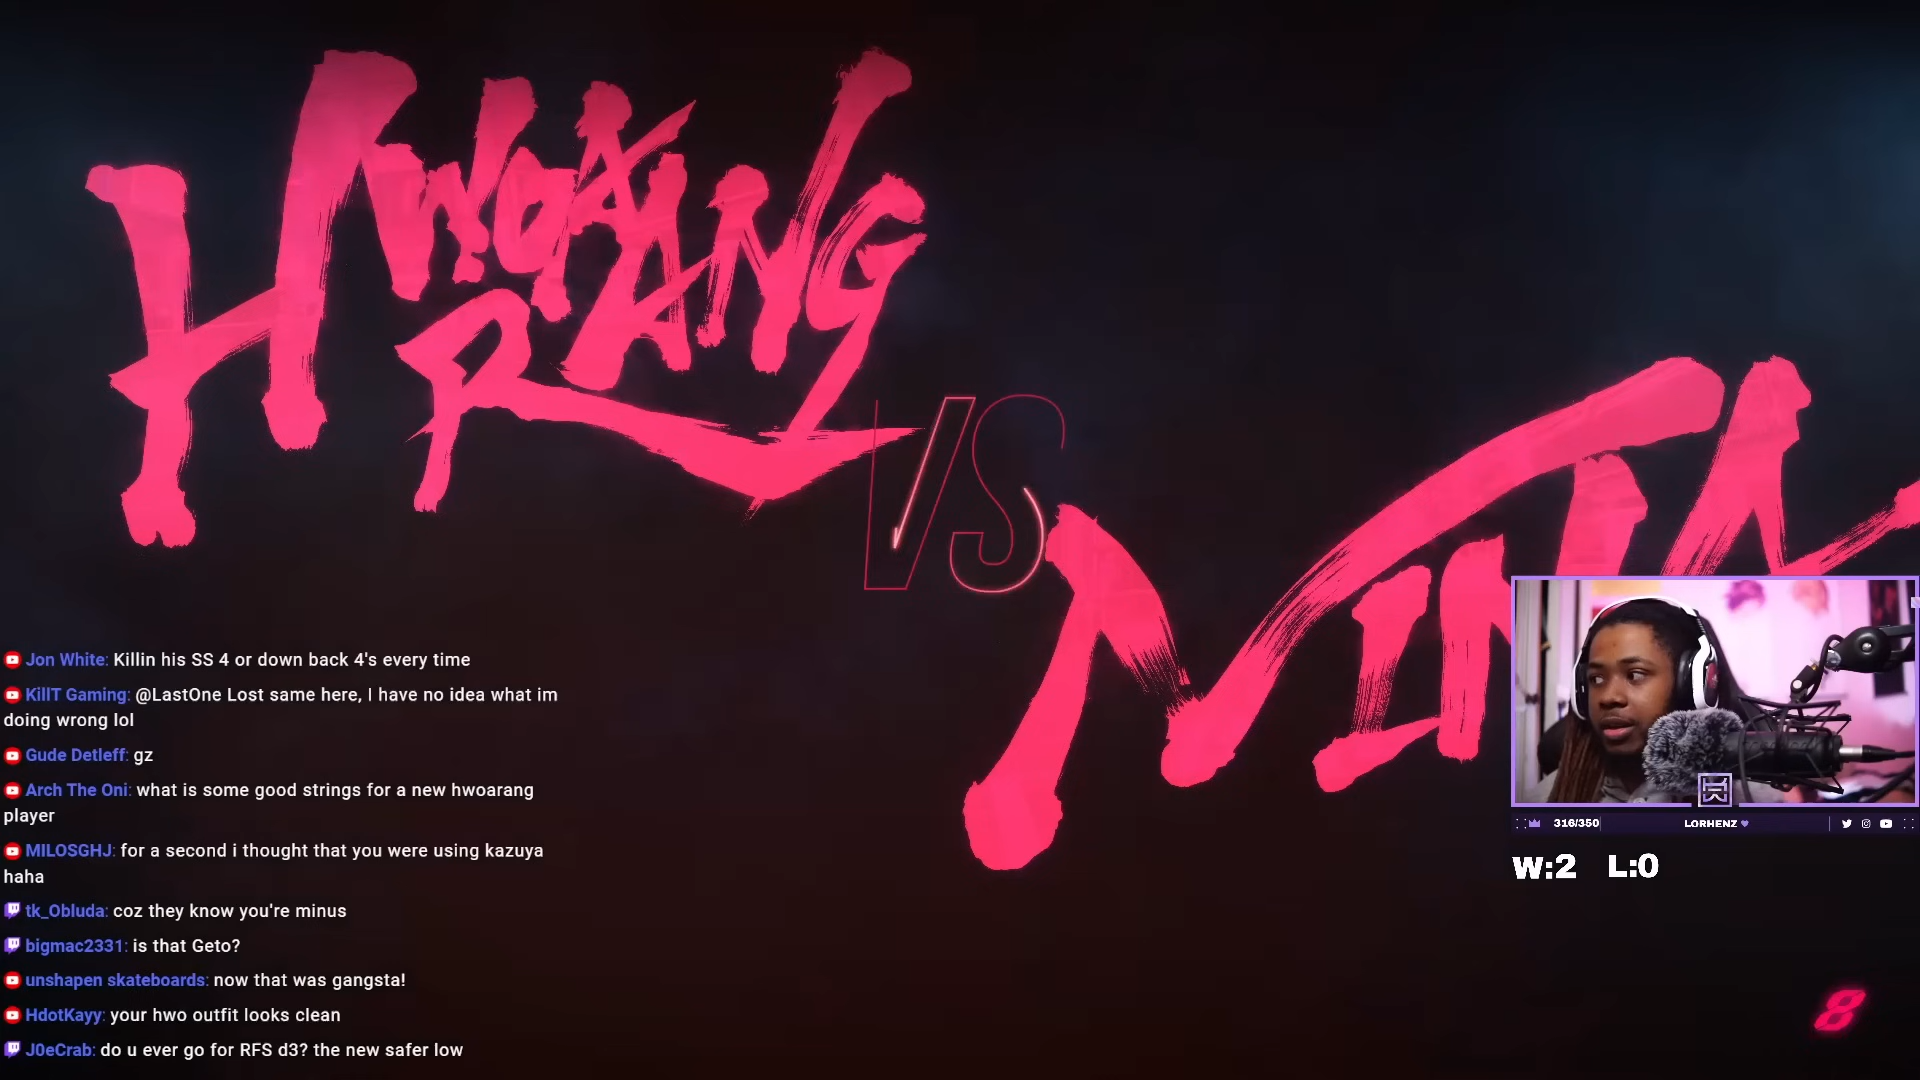 HWOARANG
VS
Jon White: Killin his SS 4 or down back 4's every time
KillT Gaming: @LastOne Lost same here, I have no idea what im
doing wrong lol
Gude Detleff: gz
Arch The Oni: what is some good strings for a new hwoarang
player
MILOSGHJ: for a second i thought that you were using kazuya
haha
tk_Obluda: coz they know you're minus
bigmac2331: is that Geto?
unshapen skateboards: now that was gangsta!
HdotKayy: your hwo outfit looks clean
J0eCrab: do u ever go for RFS d3? the new safer low
316/350
LORHENZ
W:2 L:0
8